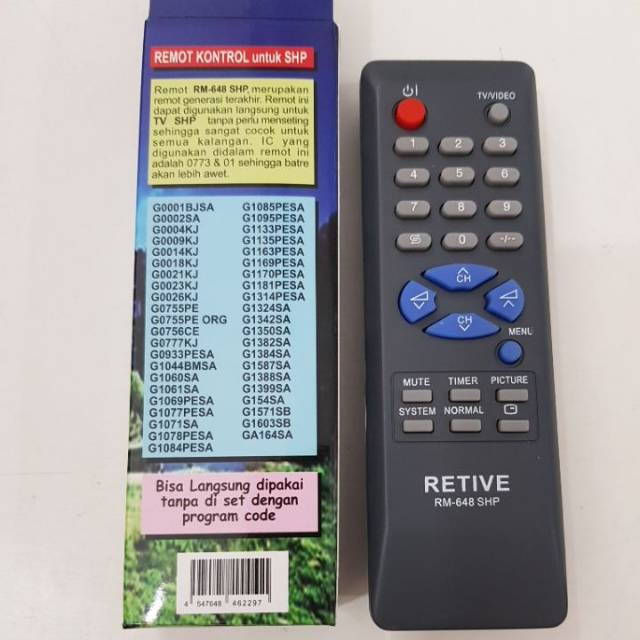 REMOT KONTROL untuk SHP
Remot RM-648 SHP, merupakan
remot generasi terakhir. Remot ini
dapat digunakan langsung untuk
TV SHP tanpa perlu menseting
sehingga sangat cocok untuk
semua kalangan. IC yang
digunakan didalam remot ini
adalah 0773 & 01 sehingga batre
akan lebih awet.
G0001BJSA
G0002SA
G0004KJ
G0009KJ
G0014KJ
G0018KJ
G0021KJ
G0023KJ
G0026KJ
G0755PE
G0755PE ORG
G0756CE
G0777KJ
G0933PESA
G1044BMSA
G1060SA
G1061SA
G1069PESA
G1077PESA
G1071SA
G1078PESA
G1084PESA
G1085PESA
G1095PESA
G1133PESA
G1135PESA
G1163PESA
G1169PESA
G1170PESA
G1181PESA
G1314PESA
G1324SA
G1342SA
G1350SA
G1382SA
G1384SA
G1587SA
G1388SA
G1399SA
G154SA
G1571SB
G1603SB
GA164SA
Bisa Langsung dipakai
tanpa di set dengan
program code
4 547648 462297
TV/VIDEO
1 2 3
4 5 6
7 8 9
0 -/--
CH
CH
MENU
MUTE TIMER PICTURE
SYSTEM NORMAL
RETIVE
RM-648 SHP